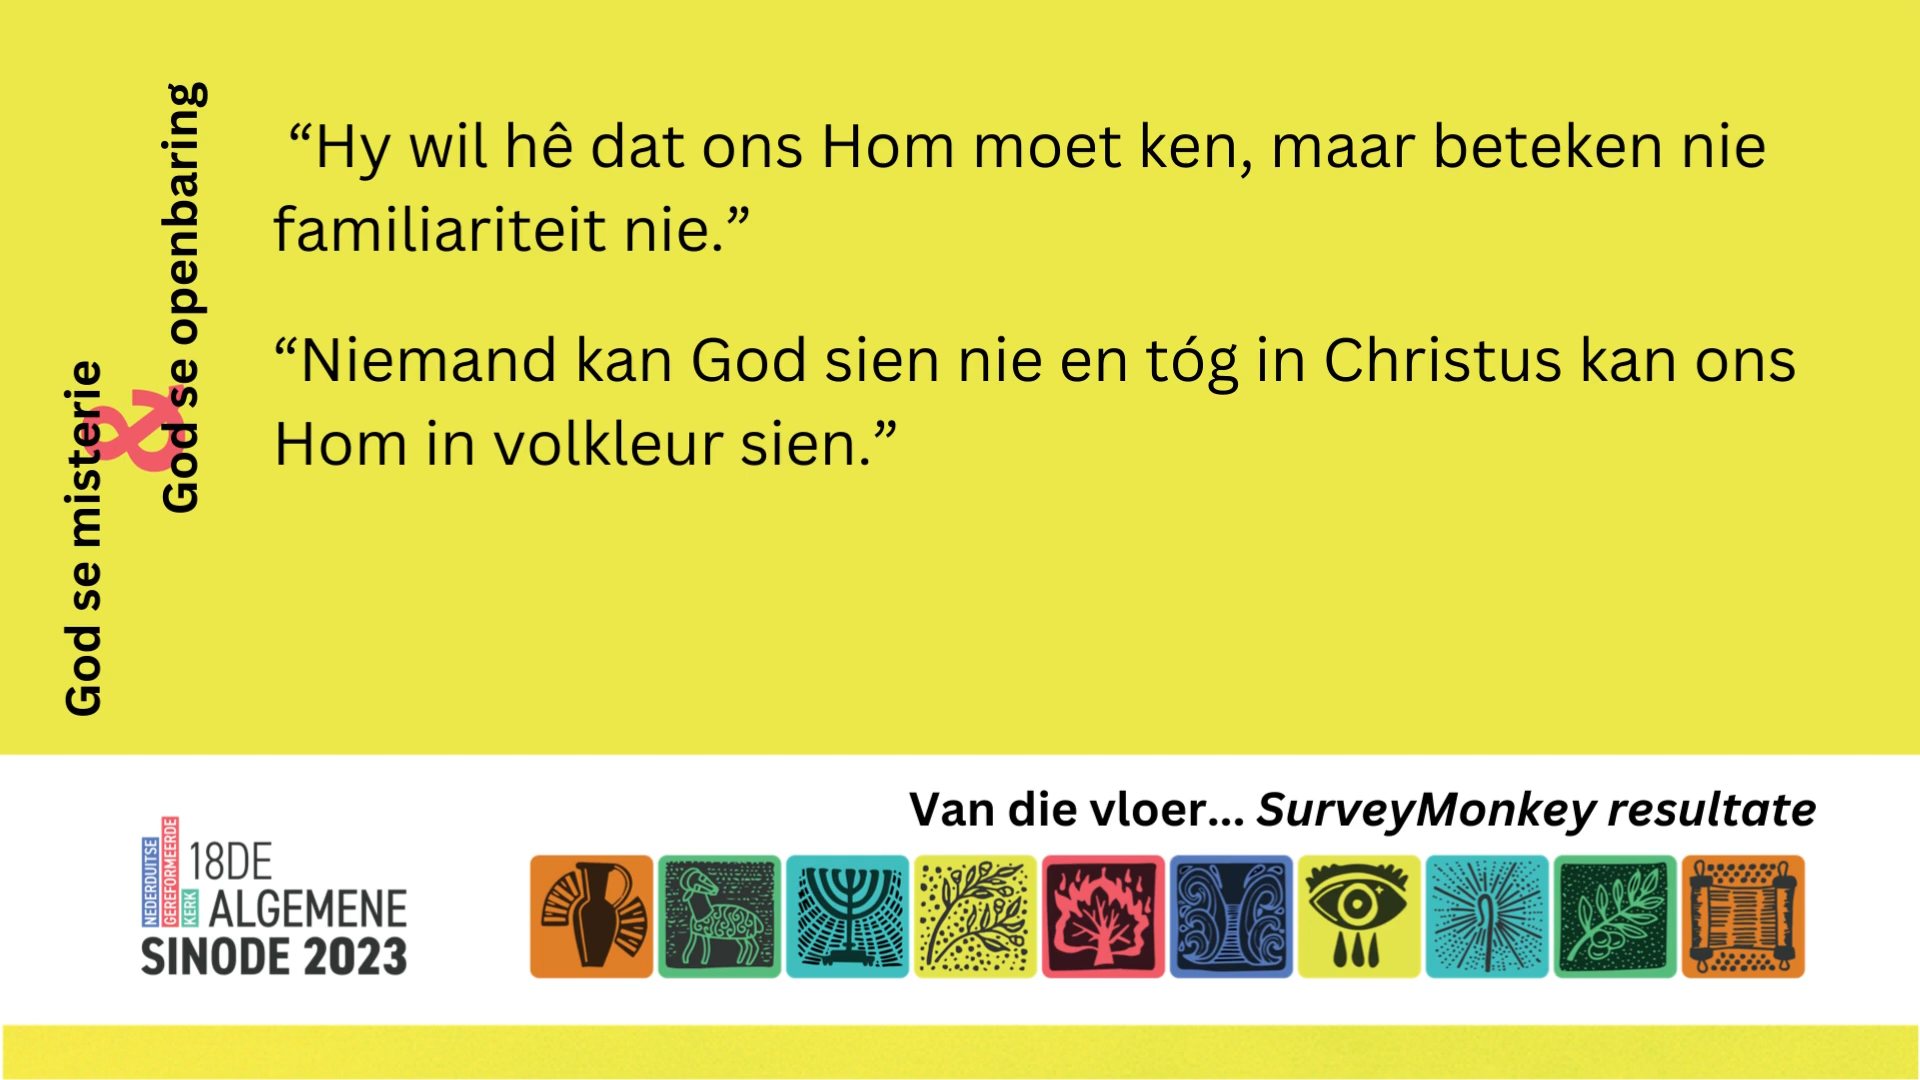 God se misterie
&
God se openbaring
“Hy wil hê dat ons Hom moet ken, maar beteken nie
familiariteit nie.”
“Niemand kan God sien nie en tóg in Christus kan ons
Hom in volkleur sien.”
Van die vloer... SurveyMonkey resultate
NEDERDUITSE
GEREFORMEERDE
KERK
18DE
ALGEMENE
SINODE 2023